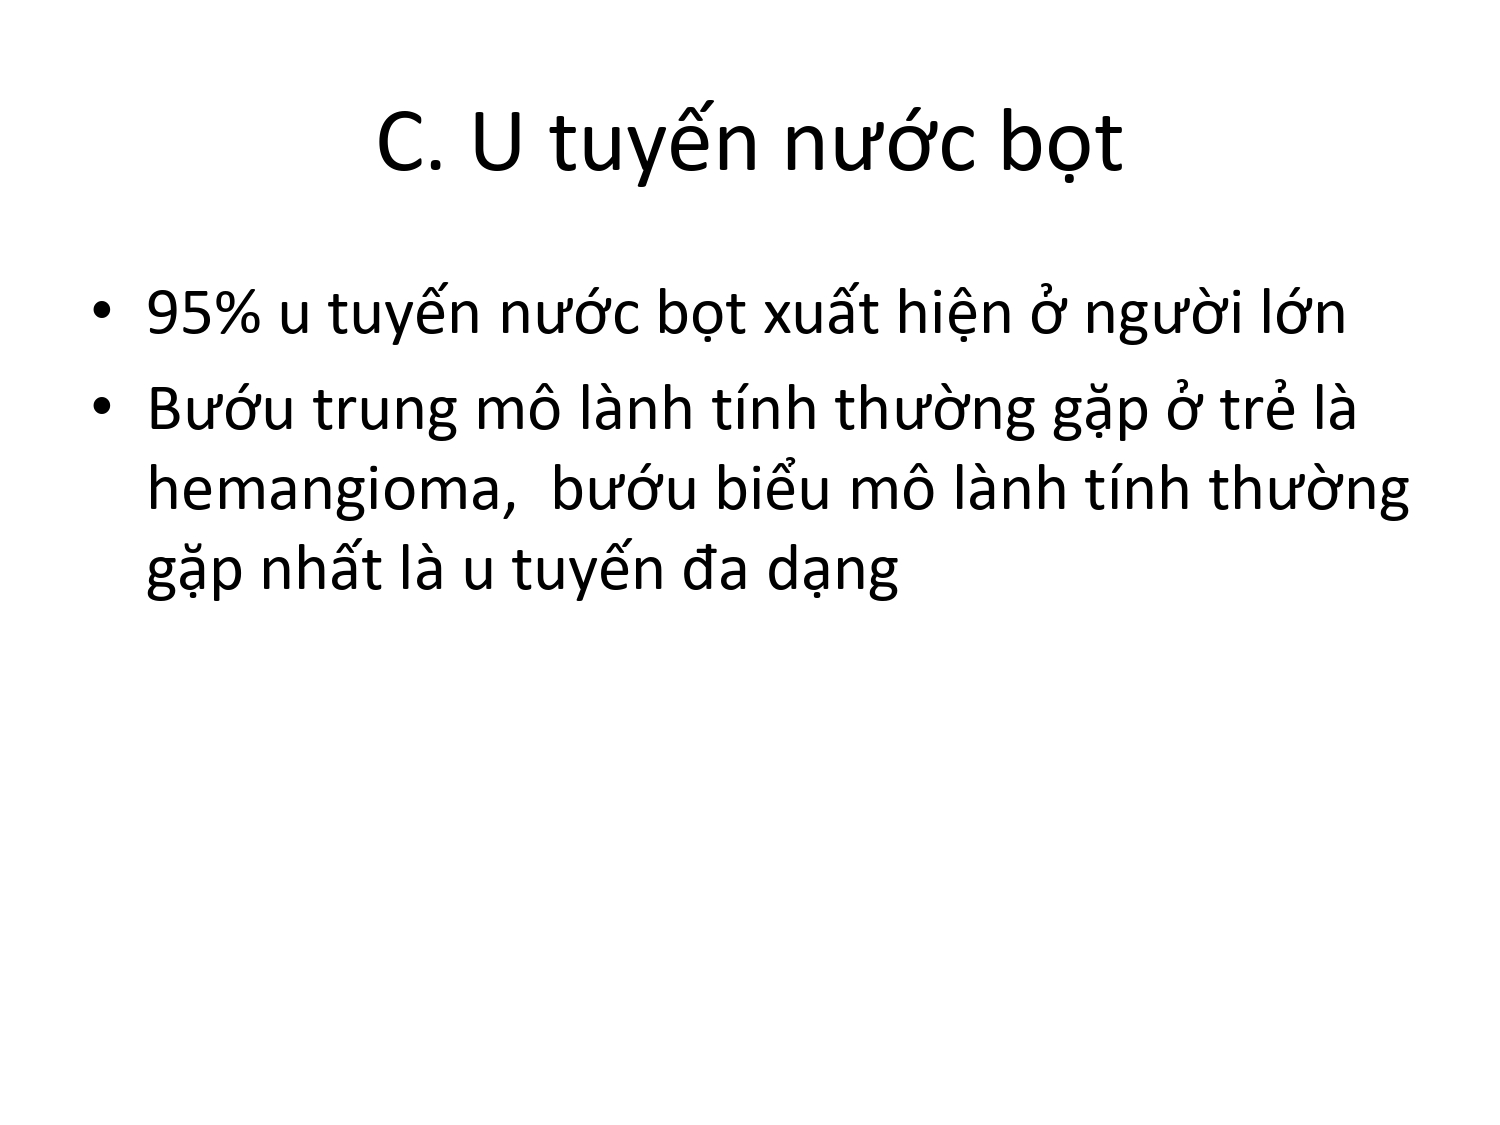 C. U tuyến nước bọt
• 95% u tuyến nước bọt xuất hiện ở người lớn
• Bướu trung mô lành tính thường gặp ở trẻ là
hemangioma,  bướu biểu mô lành tính thường
gặp nhất là u tuyến đa dạng